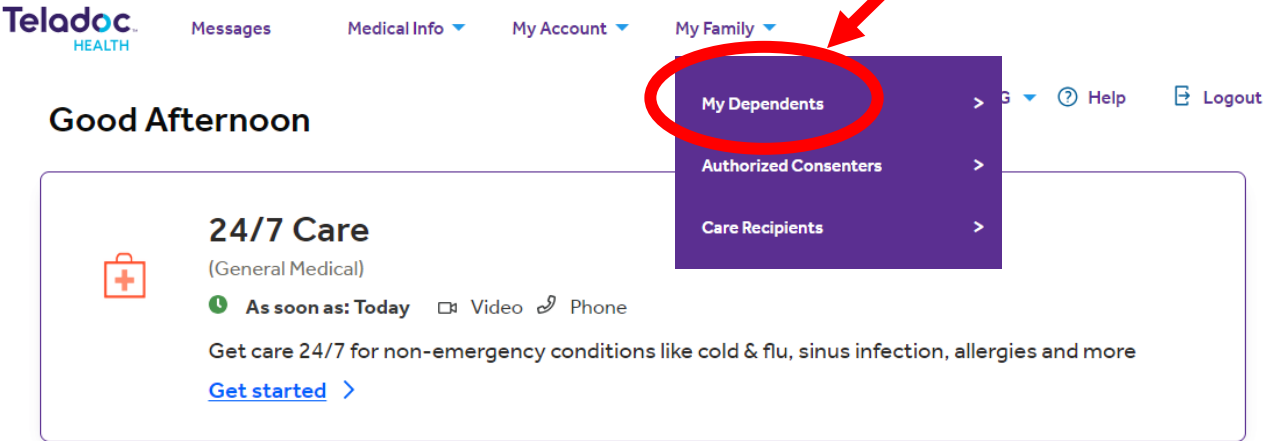 Teladoc
HEALTH
Messages Medical Info My Account My Family
My Dependents >
G Help Logout
Good Afternoon
Authorized Consenters >
Care Recipients >
24/7 Care
(General Medical)
As soon as: Today Video Phone
Get care 24/7 for non-emergency conditions like cold & flu, sinus infection, allergies and more
Get started >